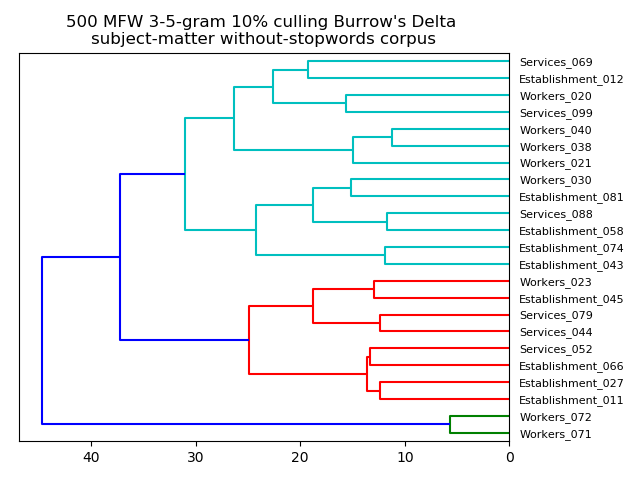 500 MFW 3-5-gram 10% culling Burrow's Delta
subject-matter without-stopwords corpus
Services_069
Establishment_012
Workers_020
Services_099
Workers_040
Workers_038
Workers_021
Workers_030
Establishment_081
Services_088
Establishment_058
Establishment_074
Establishment_043
Workers_023
Establishment_045
Services_079
Services_044
Services_052
Establishment_066
Establishment_027
Establishment_011
Workers_072
Workers_071
40 30 20 10 0